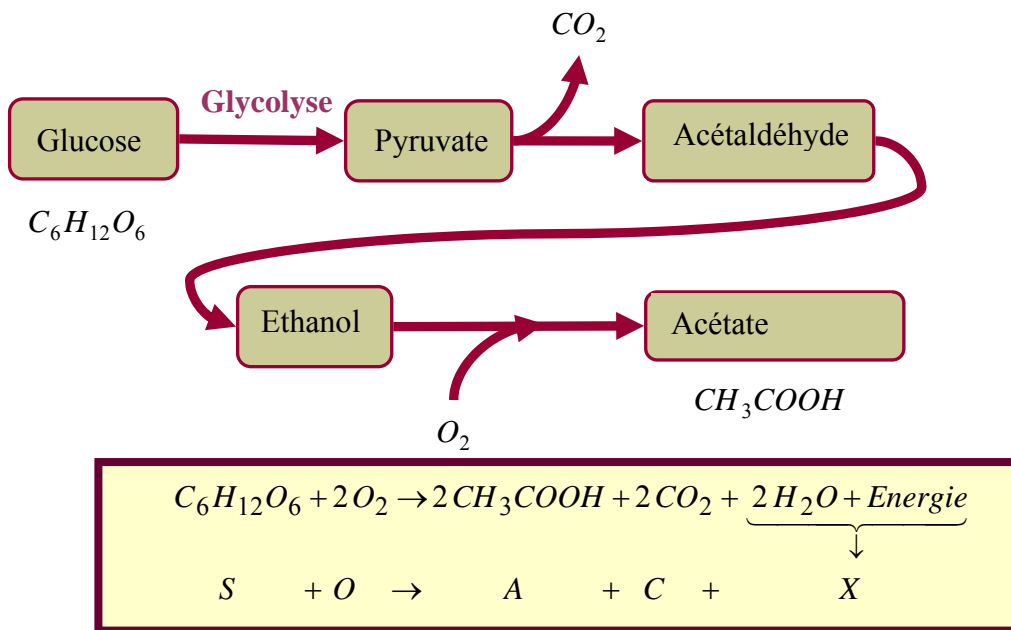 CO₂
Glycolyse
Glucose
Pyruvate
Acétaldéhyde
C₆H₁₂O₆
Ethanol
Acétate
CH₃COOH
O₂
C₆H₁₂O₆ + 2O₂ → 2CH₃COOH + 2CO₂ + 2H₂O + Energie
↓
S + O → A + C + X